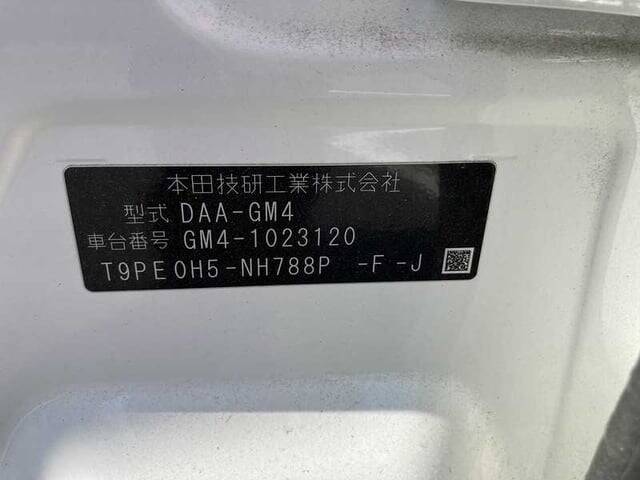 本田技研工業株式会社
型式 DAA-GM4
車台番号 GM4-1023120
T9PE0H5-NH788P -F -J